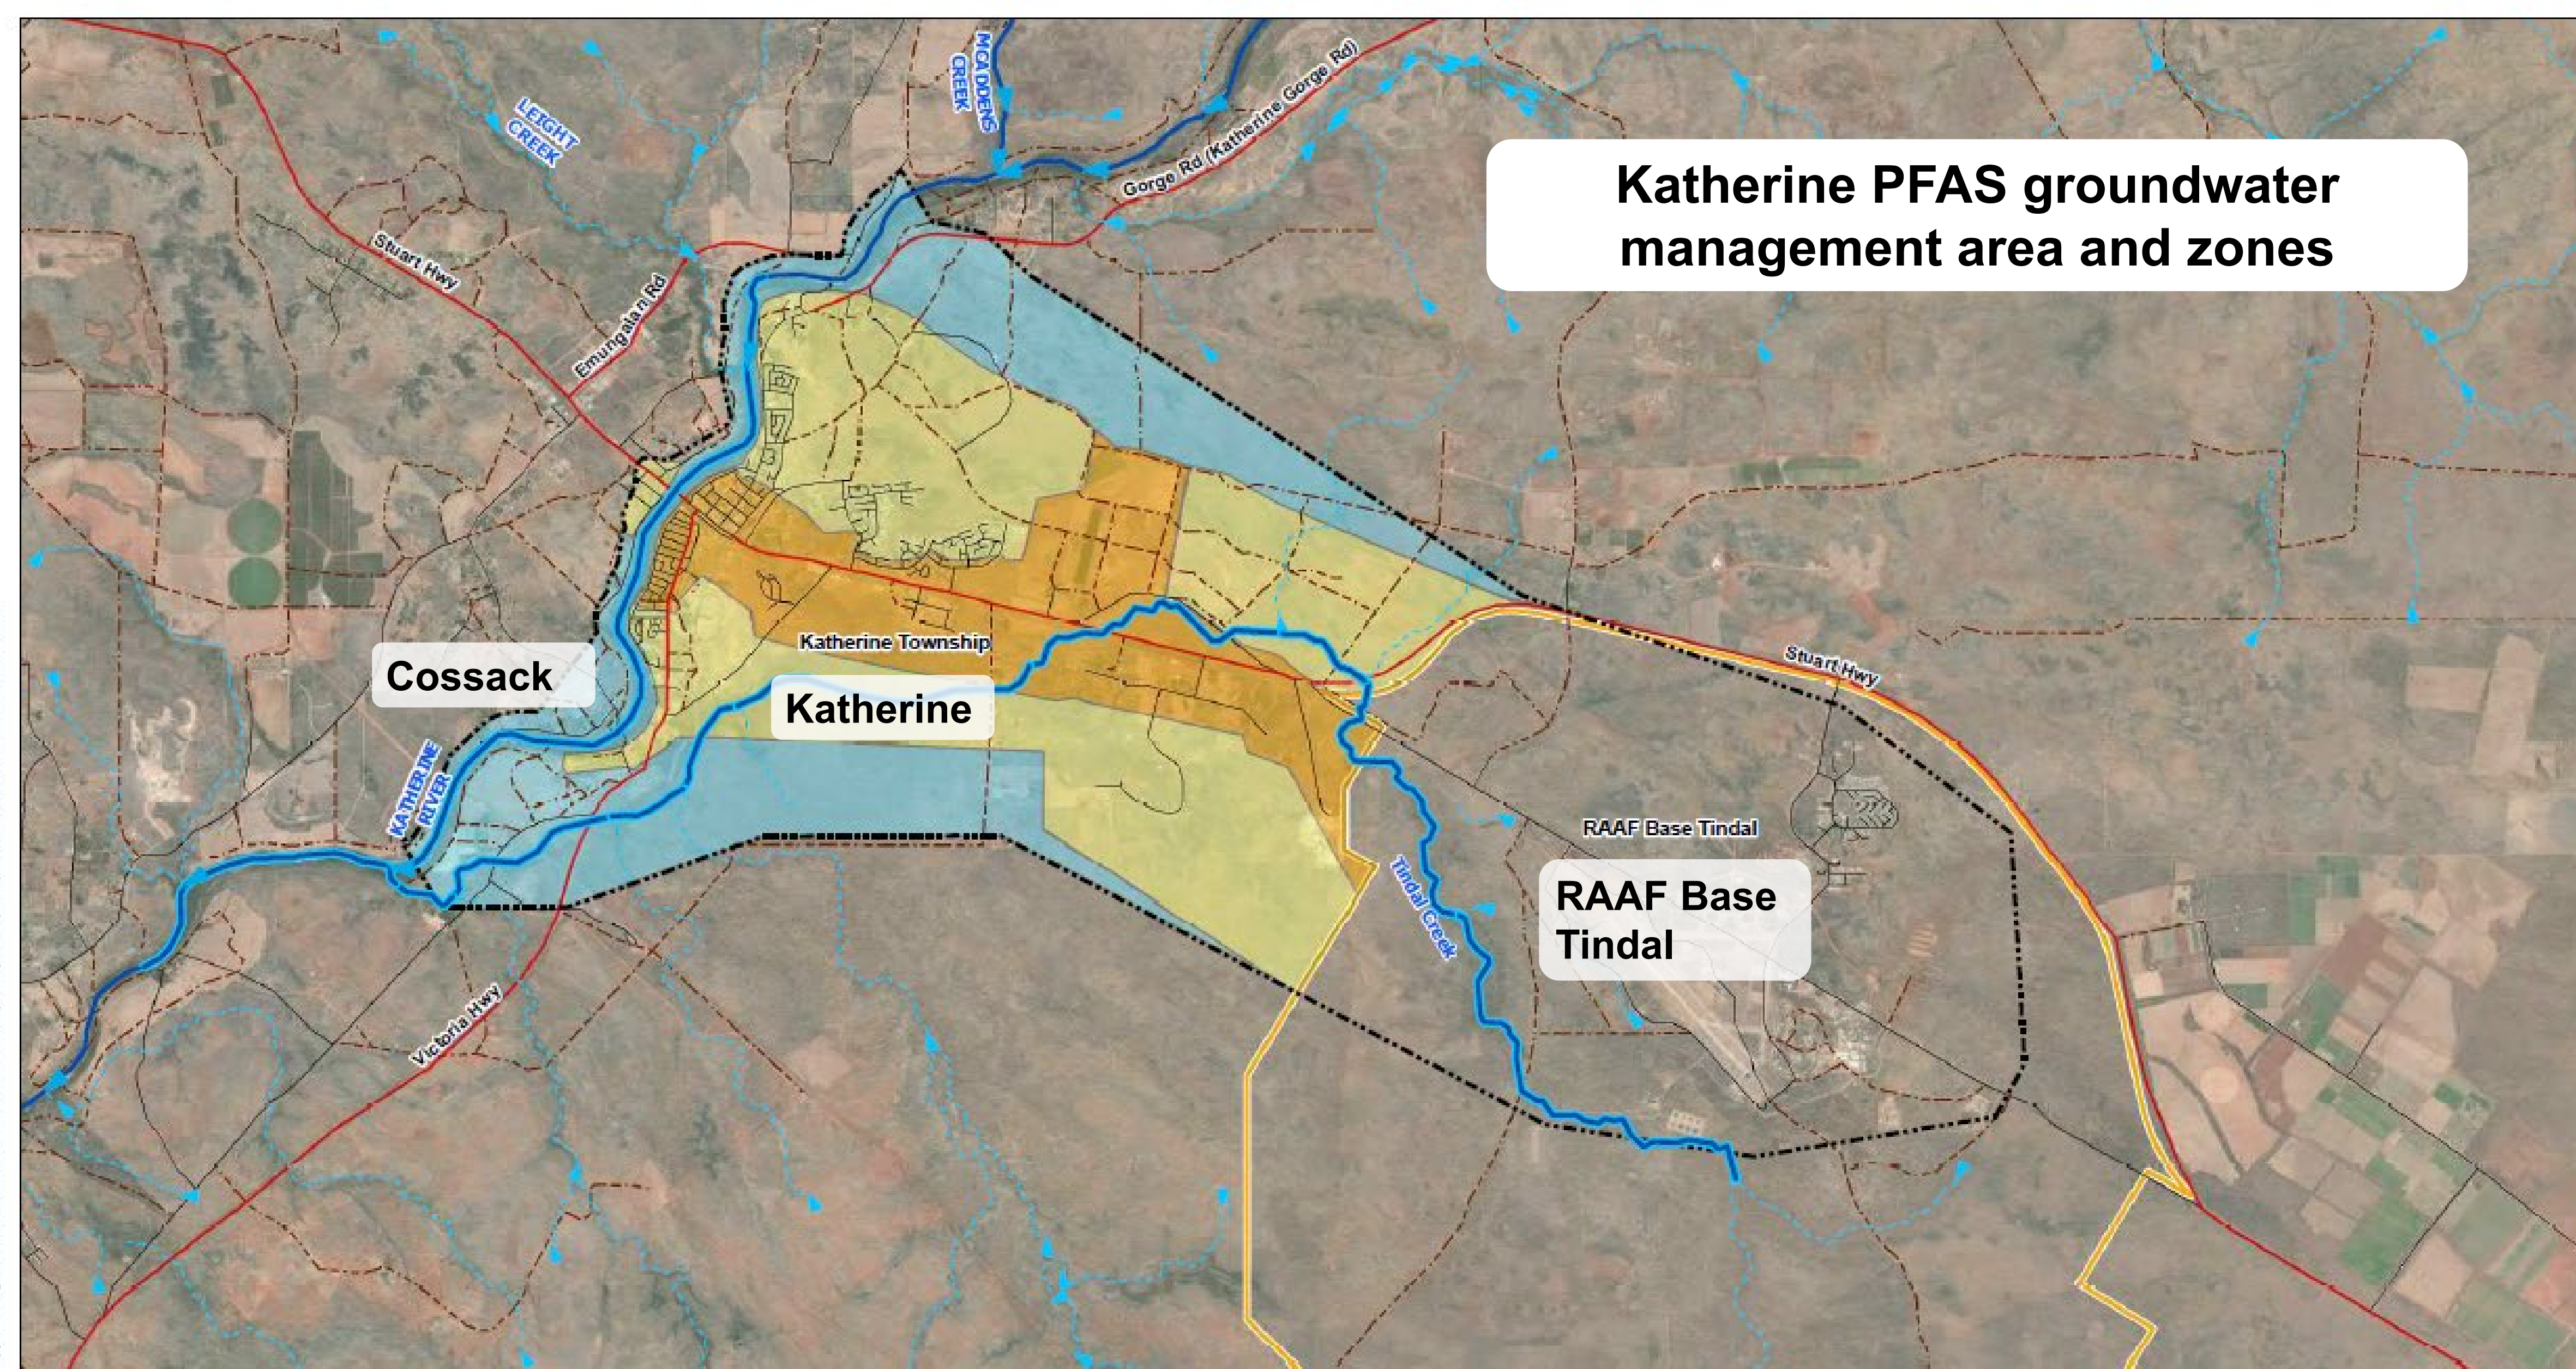 MCADDENS
CREEK
LEIGHT
CREEK
Gorge Rd (Katherine Gorge Rd)
Katherine PFAS groundwater
management area and zones
Stuart Hwy
Emungalan Rd
Katherine Township
Cossack
Katherine
Stuart Hwy
KATHERINE
RIVER
RAAF Base Tindal
RAAF Base
Tindal
Tindal Creek
Victoria Hwy